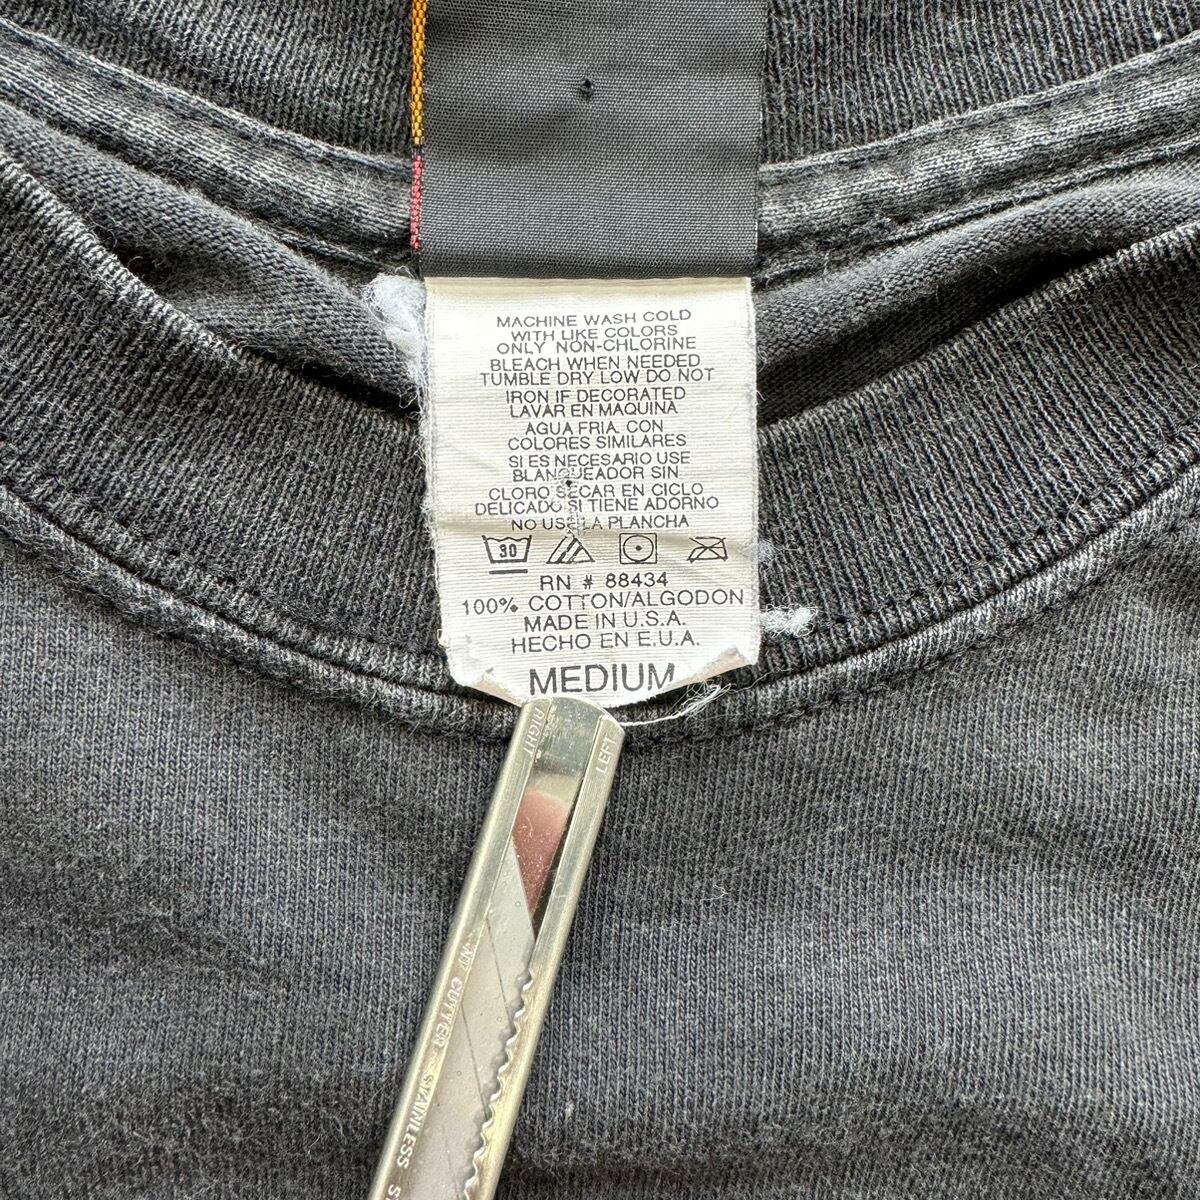 MACHINE WASH COLD
WITH LIKE COLORS
ONLY NON-CHLORINE
BLEACH WHEN NEEDED
TUMBLE DRY LOW DO NOT
IRON IF DECORATED
LAVAR EN MAQUINA
AGUA FRIA. CON
COLORES SIMILARES
SI ES NECESARIO USE
BLANQUEADOR SIN
CLORO SECAR EN CICLO
DELICADO SI TIENE ADORNO
NO USE LA PLANCHA
30
RN # 88434
100% COTTON/ALGODON
MADE IN U.S.A.
HECHO EN E.U.A.
MEDIUM
RIGHT
LEFT
STAINLESS